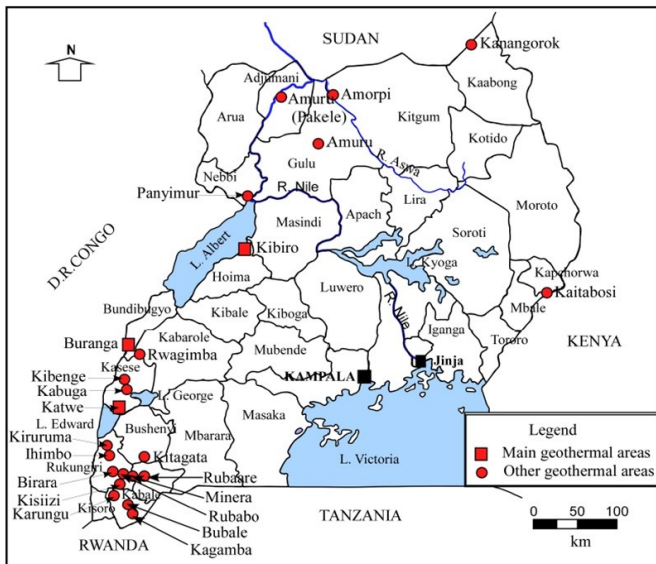 SUDAN
N
Kanangorok
Adjumani
Kaabong
Arua
Amuru
(Pakele)
Amorpi
Kitgum
Kotido
Amuru
Gulu
R. Aswa
Nebbi
Panyimur
R. Nile
Moroto
Masindi
Apach
Lira
L. Albert
Kibiro
Soroti
D.R.CONGO
L. Kyoga
Hoima
Kapchorwa
Luwero
Kaitabosi
Bundibugyo
Kibale
Kiboga
R. Nile
Mbale
Iganga
Kabarole
Buranga
Rwagimba
Mubende
Tororo
KENYA
Kasese
Jinja
Kibenge
KAMPALA
Kabuga
L. George
Katwe
Masaka
L. Edward
Bushenyi
Mbarara
Kiruruma
Ihimbo
Kitagata
Rukungiri
L. Victoria
Birara
Rubaare
Kisiizi
Kabale
Minera
Karungu
Kisoro
Rubabo
Bubale
TANZANIA
RWANDA
Kagamba
Legend
Main geothermal areas
Other geothermal areas
0 50 100
km